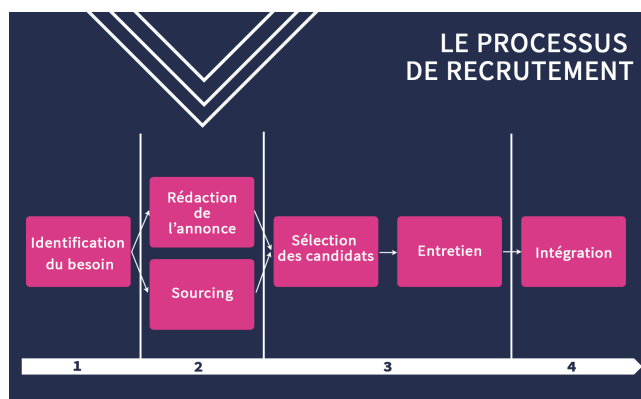 LE PROCESSUS
DE RECRUTEMENT
Identification
du besoin
Rédaction
de
l'annonce
Sourcing
Sélection
des candidats
Entretien
Intégration
1
2
3
4